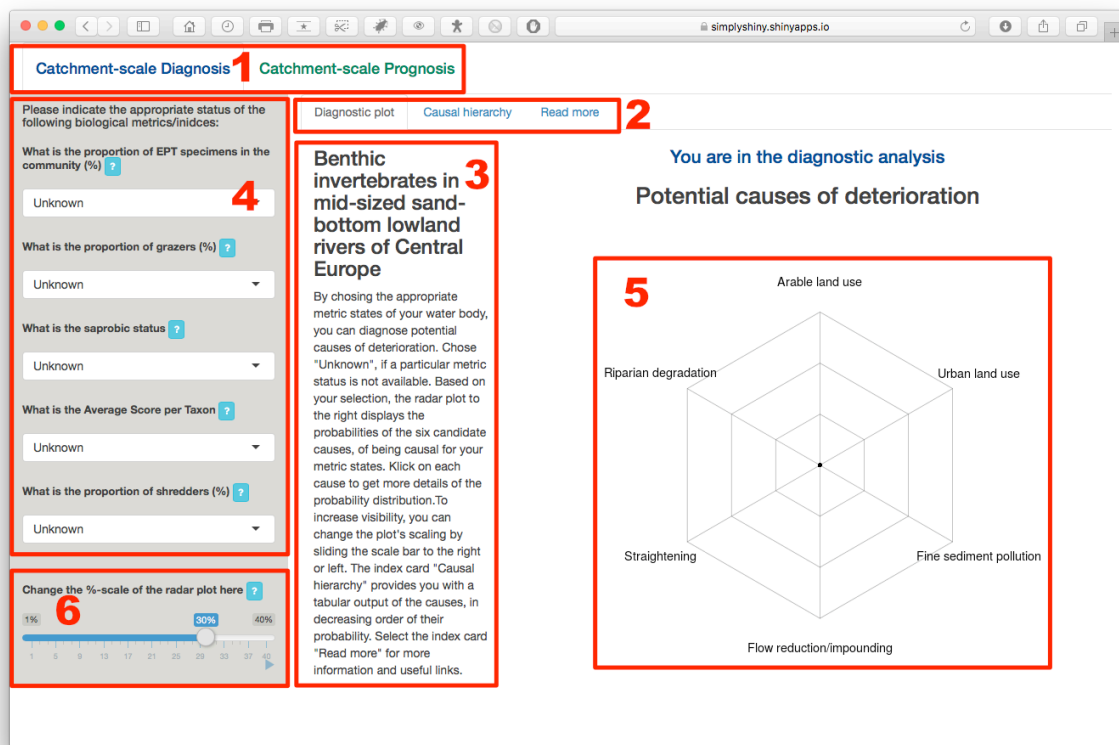 simplyshiny.shinyapps.io
Catchment-scale Diagnosis 1 Catchment-scale Prognosis
Please indicate the appropriate status of the
following biological metrics/inidces:
What is the proportion of EPT specimens in the
community (%) ?
Unknown
4
What is the proportion of grazers (%) ?
Unknown
What is the saprobic status ?
Unknown
What is the Average Score per Taxon ?
Unknown
What is the proportion of shredders (%) ?
Unknown
Change the %-scale of the radar plot here ?
6
1% 30% 40%
1 5 9 13 17 21 25 29 33 37 40
Diagnostic plot Causal hierarchy Read more 2
Benthic
invertebrates in 3
mid-sized sand-
bottom lowland
rivers of Central
Europe
By chosing the appropriate
metric states of your water body,
you can diagnose potential
causes of deterioration. Chose
"Unknown", if a particular metric
status is not available. Based on
your selection, the radar plot to
the right displays the
probabilities of the six candidate
causes, of being causal for your
metric states. Klick on each
cause to get more details of the
probability distribution.To
increase visibility, you can
change the plot's scaling by
sliding the scale bar to the right
or left. The index card "Causal
hierarchy" provides you with a
tabular output of the causes, in
decreasing order of their
probability. Select the index card
"Read more" for more
information and useful links.
You are in the diagnostic analysis
Potential causes of deterioration
5
Arable land use
Riparian degradation
Urban land use
Straightening
Fine sediment pollution
Flow reduction/impounding